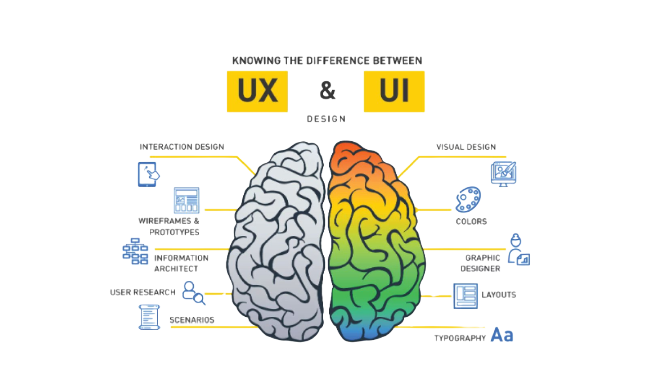 KNOWING THE DIFFERENCE BETWEEN
UX & UI
DESIGN
INTERACTION DESIGN
WIREFRAMES &
PROTOTYPES
INFORMATION
ARCHITECT
USER RESEARCH
SCENARIOS
VISUAL DESIGN
COLORS
GRAPHIC
DESIGNER
LAYOUTS
TYPOGRAPHY Aa